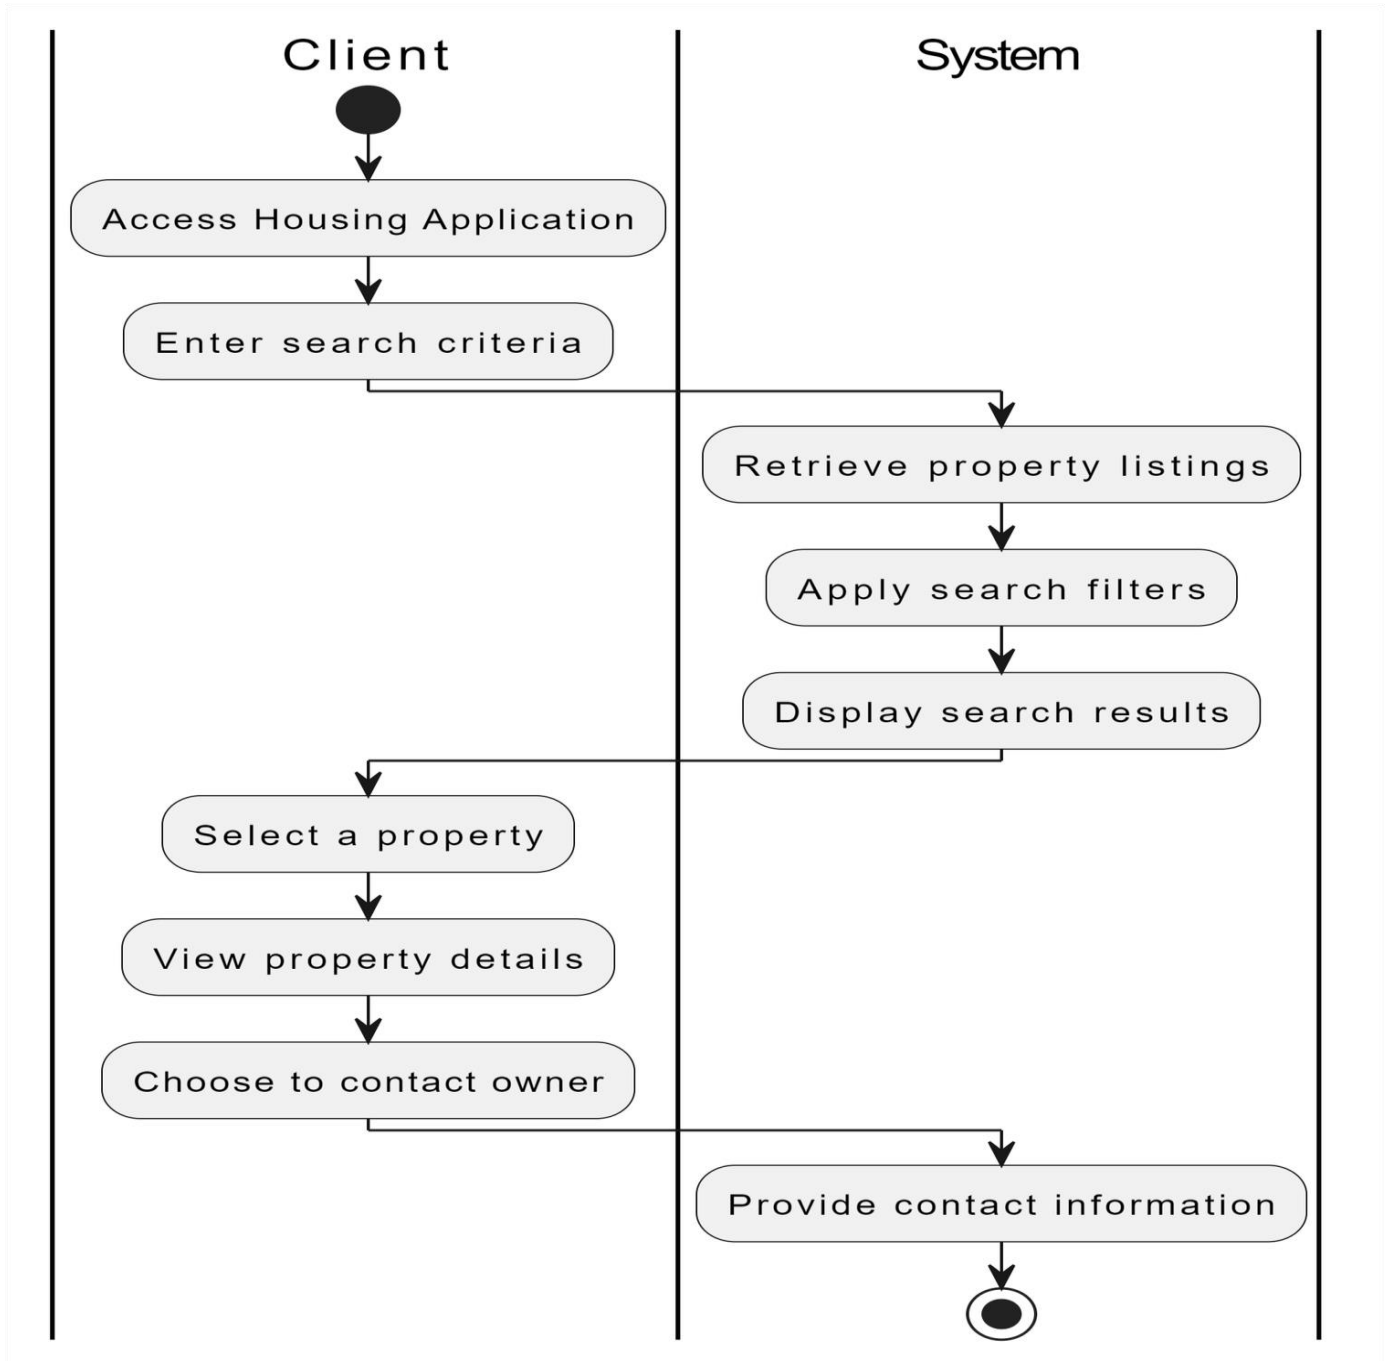 Client
System
Access Housing Application
Enter search criteria
Retrieve property listings
Apply search filters
Display search results
Select a property
View property details
Choose to contact owner
Provide contact information